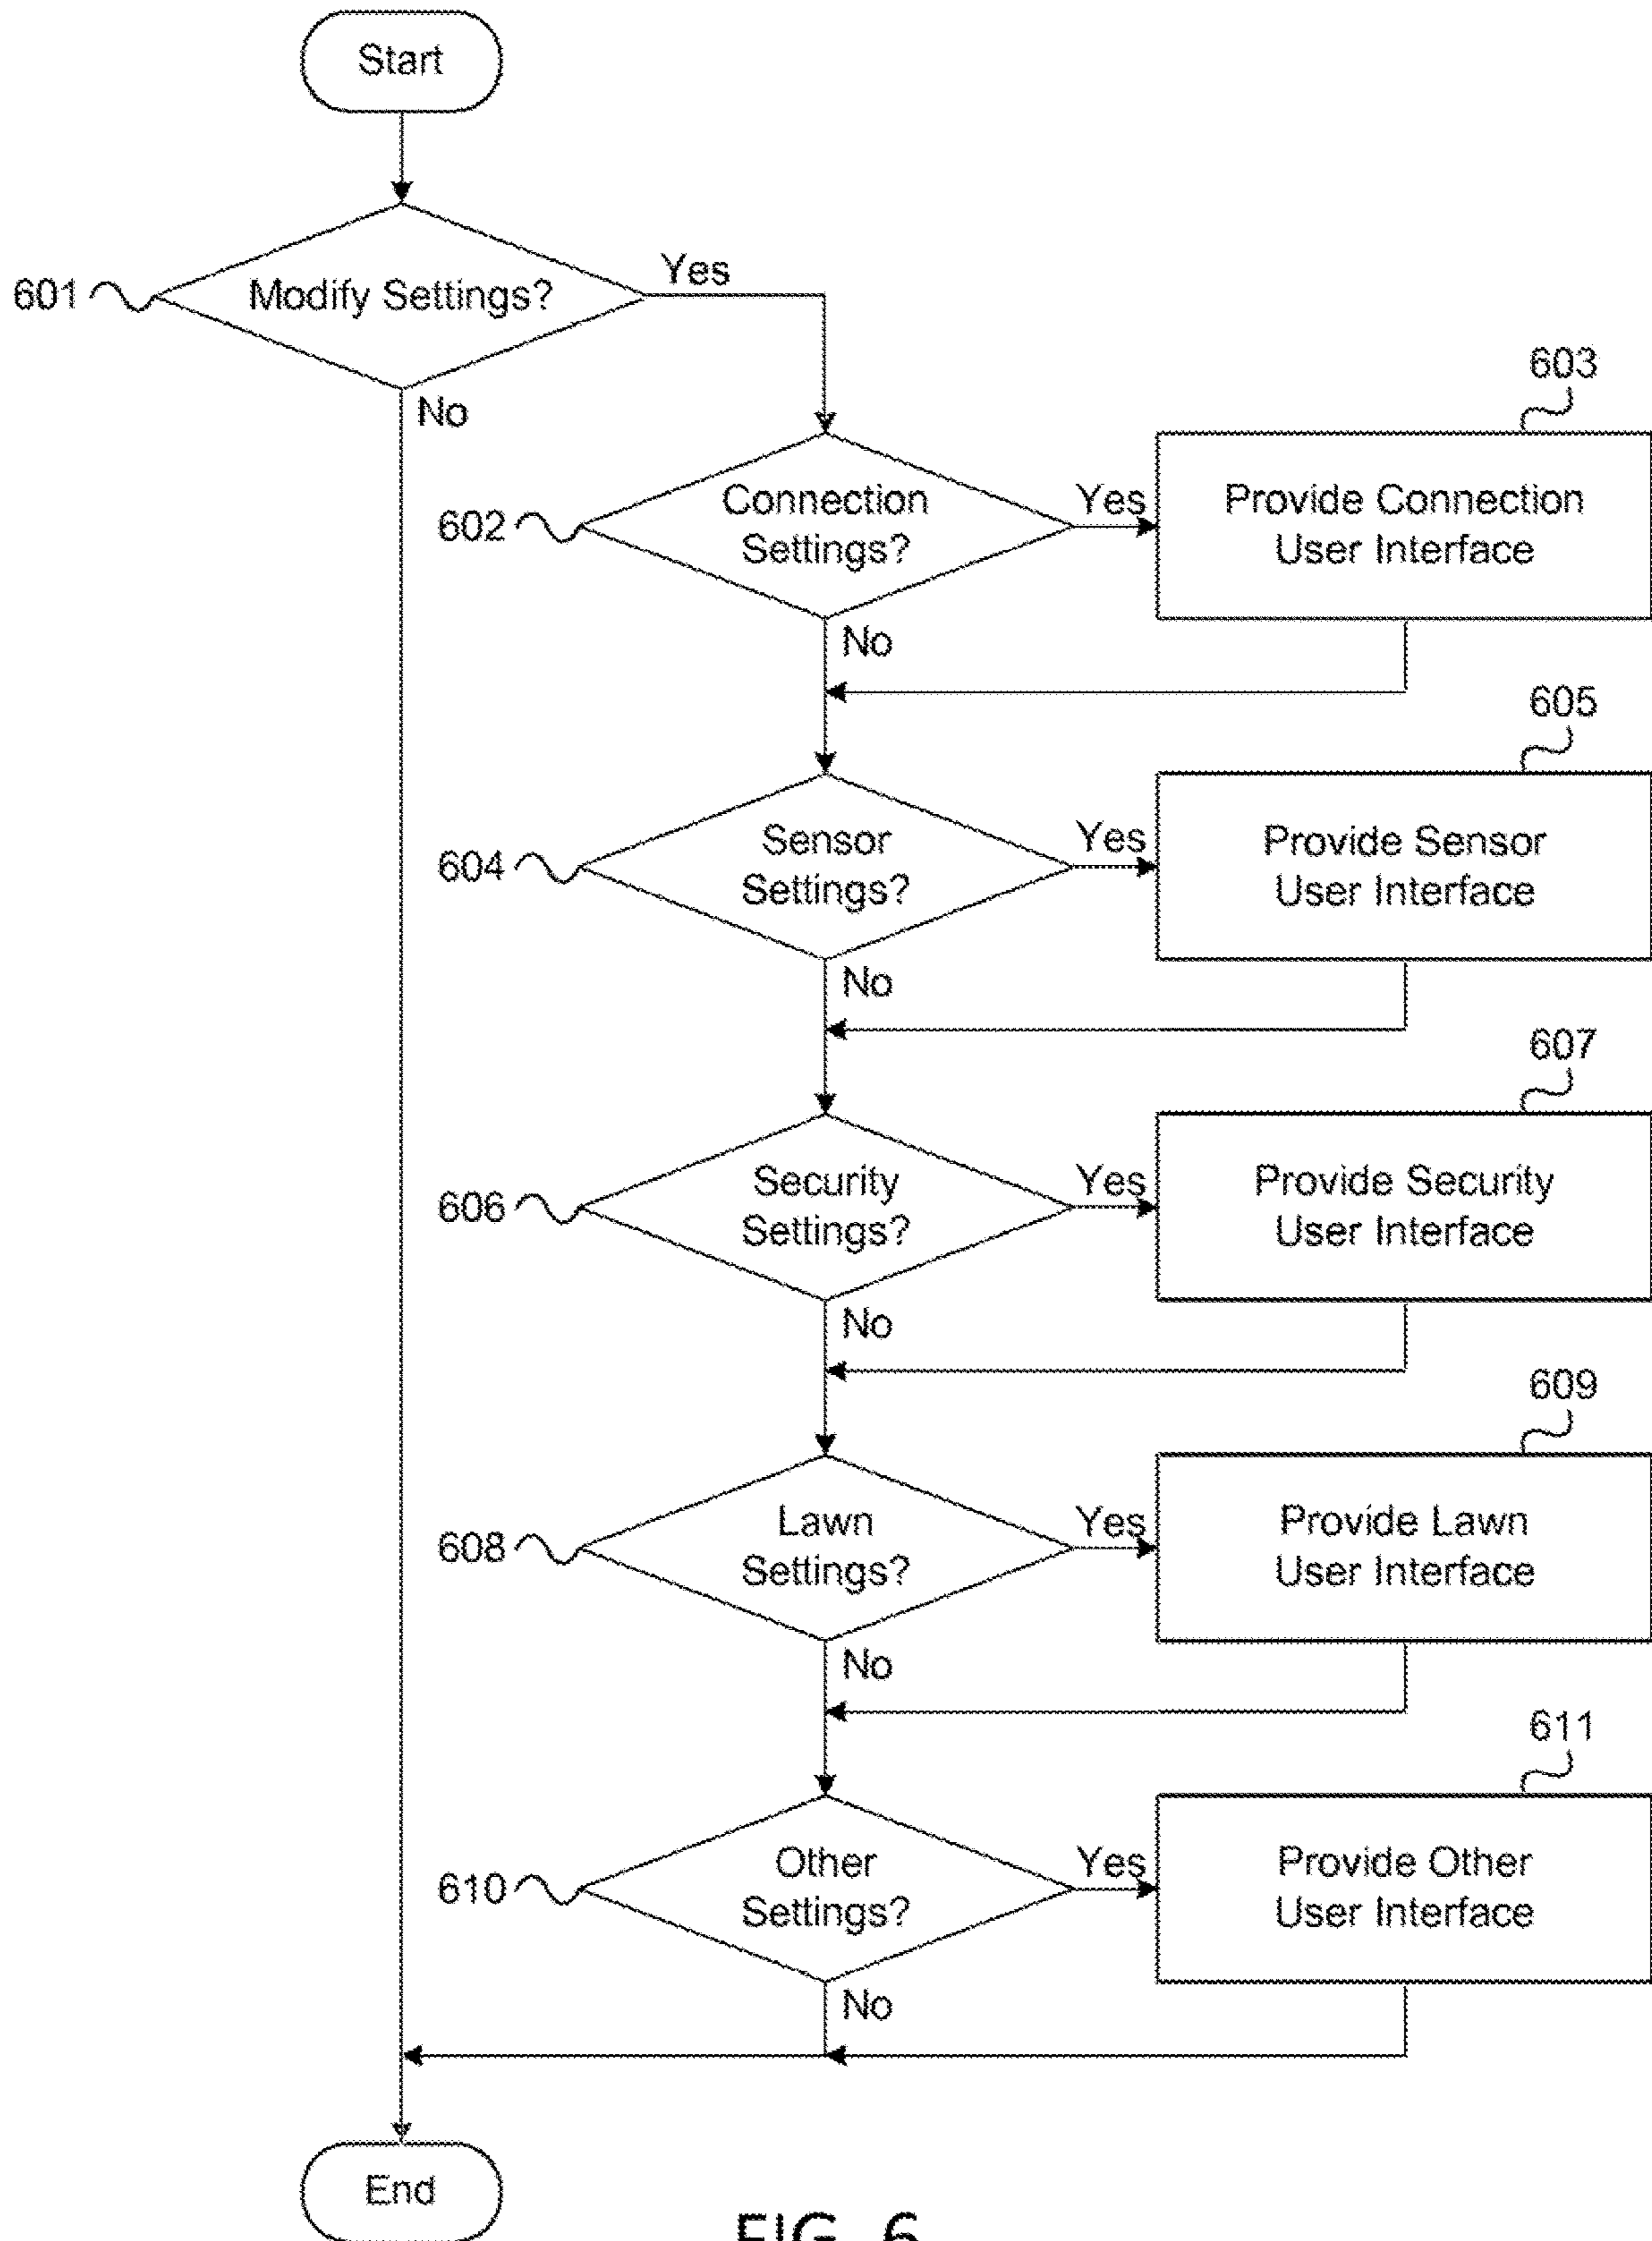 Start
601
Modify Settings?
Yes
No
603
602
Connection
Settings?
Yes
Provide Connection
User Interface
No
605
604
Sensor
Settings?
Yes
Provide Sensor
User Interface
No
607
606
Security
Settings?
Yes
Provide Security
User Interface
No
609
608
Lawn
Settings?
Yes
Provide Lawn
User Interface
No
611
610
Other
Settings?
Yes
Provide Other
User Interface
No
End
FIG. 6